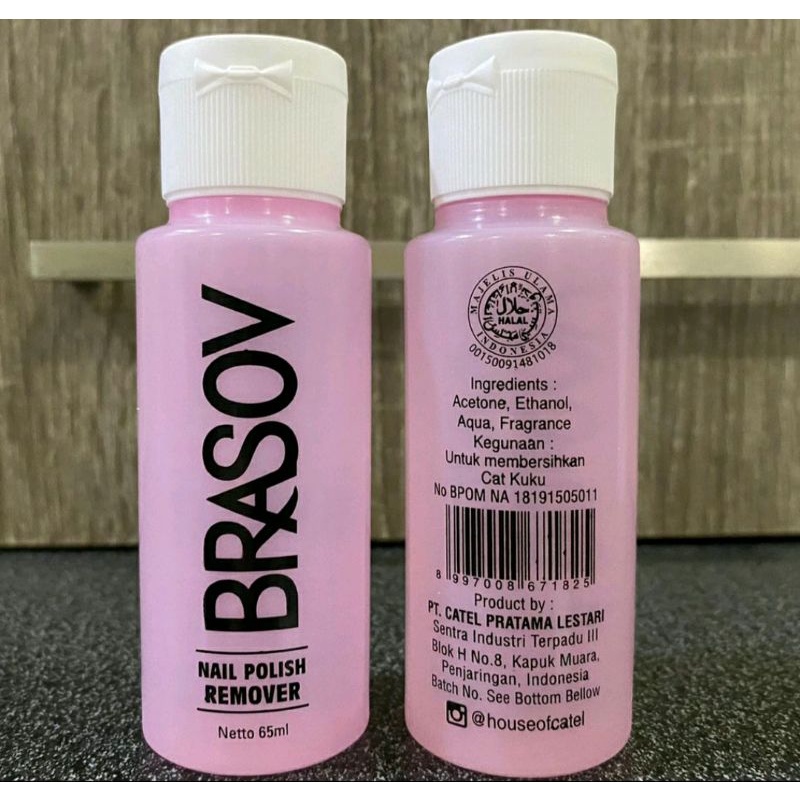 BRASOV
NAIL POLISH
REMOVER
Netto 65ml
MAJELIS ULAMA
حلال
HALAL
INDONESIA
00150091481018
Ingredients :
Acetone, Ethanol,
Aqua, Fragrance
Kegunaan :
Untuk membersihkan
Cat Kuku
No BPOM NA 18191505011
8 997008 671825
Product by :
PT. CATEL PRATAMA LESTARI
Sentra Industri Terpadu III
Blok H No.8, Kapuk Muara,
Penjaringan, Indonesia
Batch No. See Bottom Bellow
@houseofcatel